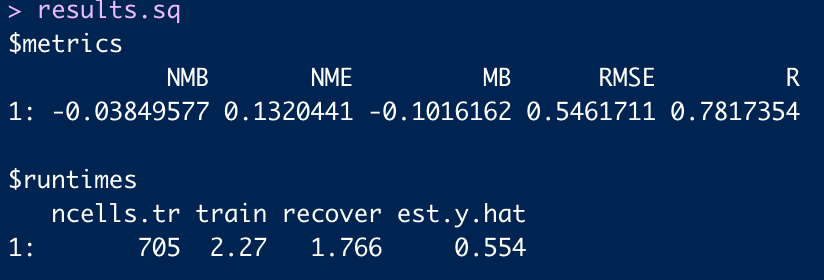 > results.sq
$metrics
NMB NME MB RMSE R
1: -0.03849577 0.1320441 -0.1016162 0.5461711 0.7817354
$runtimes
ncells.tr train recover est.y.hat
1: 705 2.27 1.766 0.554